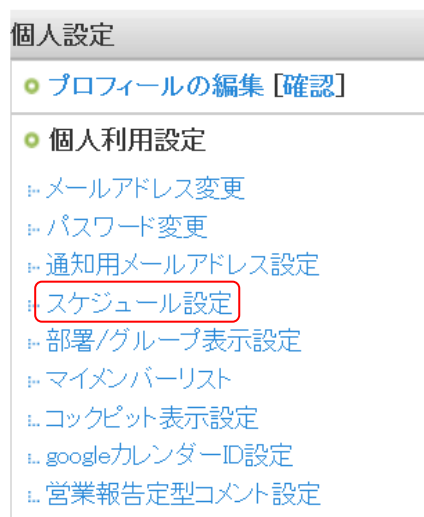 個人設定
プロフィールの編集 [確認]
個人利用設定
メールアドレス変更
パスワード変更
通知用メールアドレス設定
スケジュール設定
部署/グループ表示設定
マイメンバーリスト
コックピット表示設定
googleカレンダーID設定
営業報告定型コメント設定